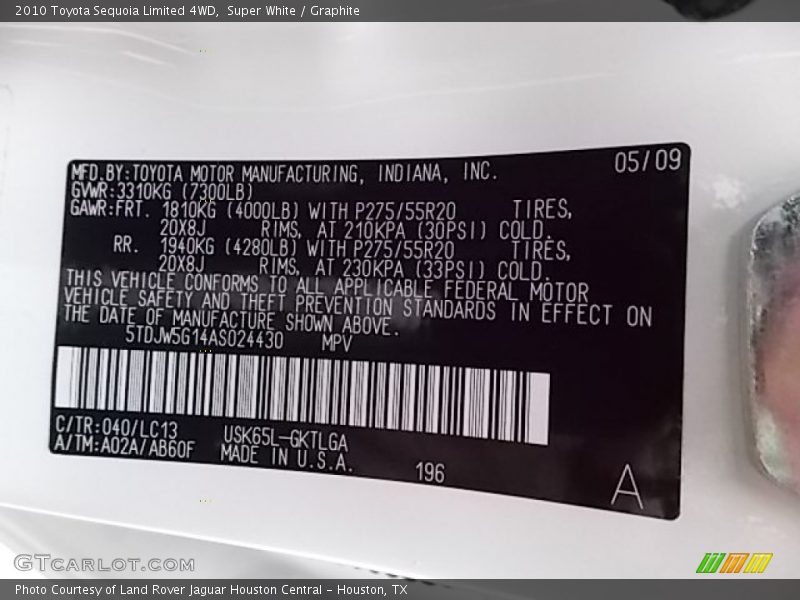 2010 Toyota Sequoia Limited 4WD, Super White / Graphite
MFD.BY:TOYOTA MOTOR MANUFACTURING, INDIANA, INC. 05/09
GVWR:3310KG (7300LB)
GAWR:FRT. 1810KG (4000LB) WITH P275/55R20 TIRES,
20X8J RIMS, AT 210KPA (30PSI) COLD.
RR. 1940KG (4280LB) WITH P275/55R20 TIRES,
20X8J RIMS, AT 230KPA (33PSI) COLD.
THIS VEHICLE CONFORMS TO ALL APPLICABLE FEDERAL MOTOR
VEHICLE SAFETY AND THEFT PREVENTION STANDARDS IN EFFECT ON
THE DATE OF MANUFACTURE SHOWN ABOVE.
5TDJW5G14AS024430 MPV
C/TR:040/LC13 USK65L-GKTLGA
A/TM:A02A/AB60F MADE IN U.S.A. 196 A
GTCARLOT.COM
Photo Courtesy of Land Rover Jaguar Houston Central - Houston, TX